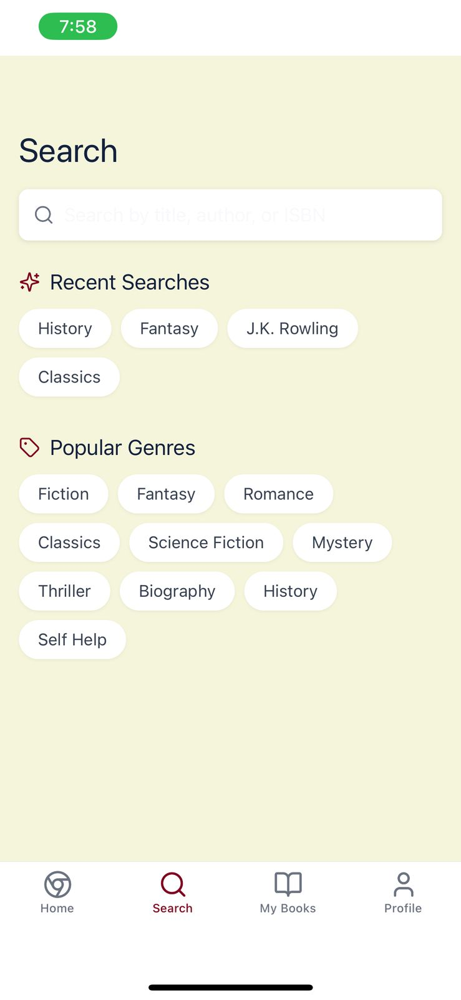 7:58
Search
Search by title, author, or ISBN
Recent Searches
History Fantasy J.K. Rowling
Classics
Popular Genres
Fiction Fantasy Romance
Classics Science Fiction Mystery
Thriller Biography History
Self Help
Home Search My Books Profile